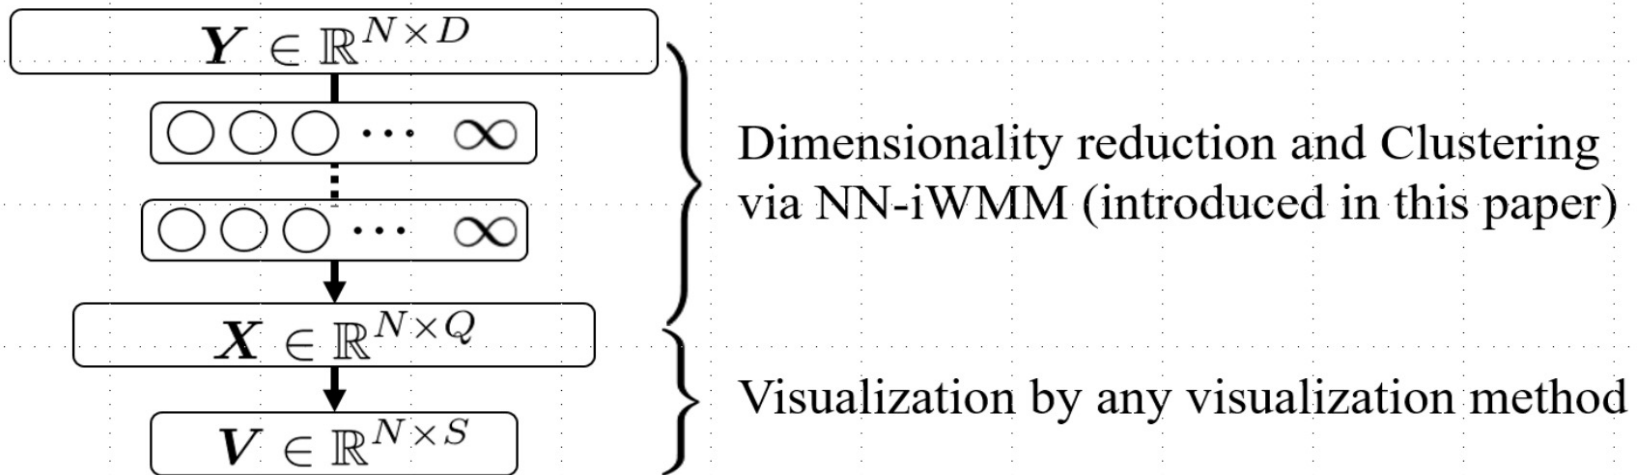 Y ∈ ℝ^{N×D}
··· ∞
··· ∞
Dimensionality reduction and Clustering
via NN-iWMM (introduced in this paper)
X ∈ ℝ^{N×Q}
V ∈ ℝ^{N×S}
Visualization by any visualization method